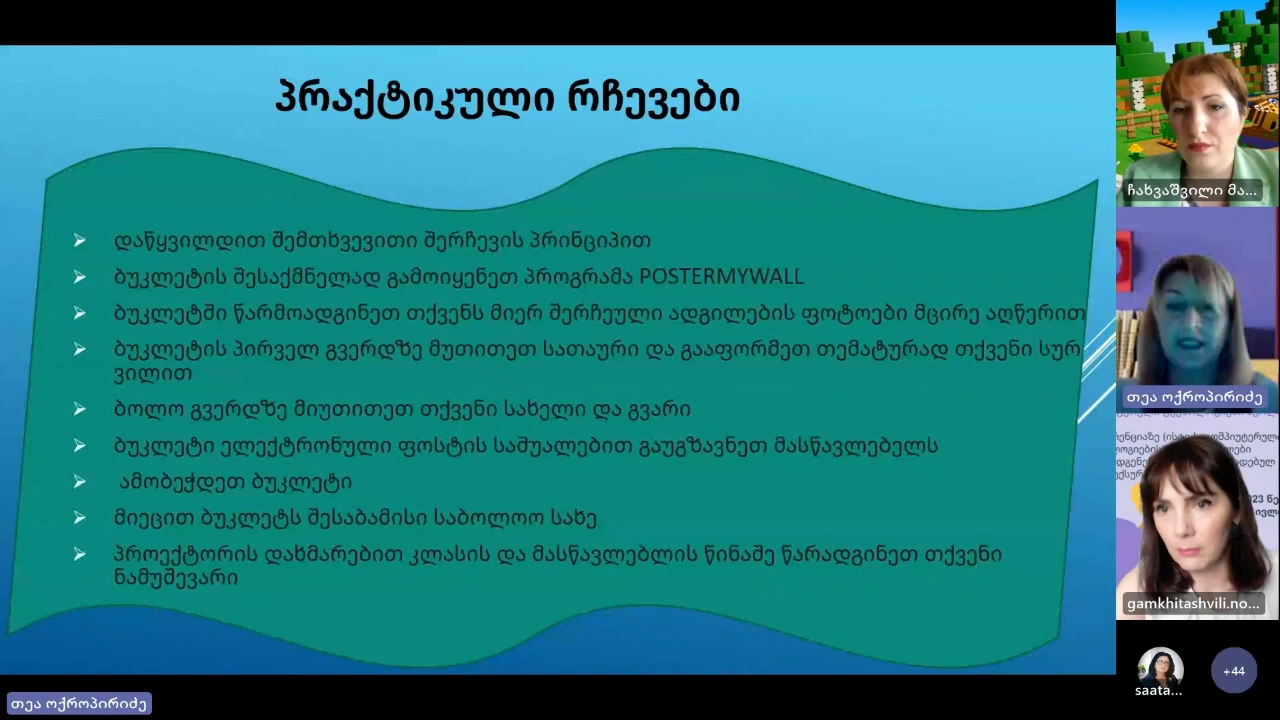 პრაქტიკული რჩევები
დაწყვილდით შემთხვევითი შერჩევის პრინციპით
ბუკლეტის შესაქმნელად გამოიყენეთ პროგრამა POSTERMYWALL
ბუკლეტში წარმოადგინეთ თქვენს მიერ შერჩეული ადგილების ფოტოები მცირე აღწერით
ბუკლეტის პირველ გვერდზე მუთითეთ სათაური და გააფორმეთ თემატურად თქვენი სურ
ვილით
ბოლო გვერდზე მიუთითეთ თქვენი სახელი და გვარი
ბუკლეტი ელექტრონული ფოსტის საშუალებით გაუგზავნეთ მასწავლებელს
ამობეჭდეთ ბუკლეტი
მიეცით ბუკლეტს შესაბამისი საბოლოო სახე
პროექტორის დახმარებით კლასის და მასწავლებლის წინაშე წარადგინეთ თქვენი
ნამუშევარი
ჩახვაშვილი მა...
თეა ოქროპირიძე
gamkhitashvili.no...
saata...
+44
თეა ოქროპირიძე